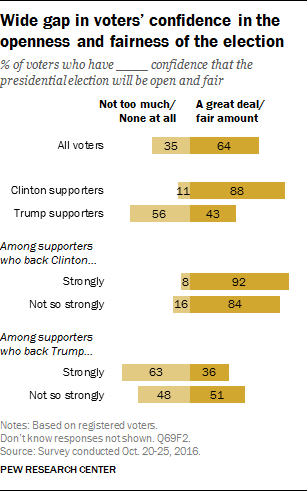 Wide gap in voters' confidence in the
openness and fairness of the election
% of voters who have ____ confidence that the
presidential election will be open and fair
Not too much/ A great deal/
None at all fair amount
All voters 35 64
Clinton supporters 11 88
Trump supporters 56 43
Among supporters
who back Clinton...
Strongly 8 92
Not so strongly 16 84
Among supporters
who back Trump...
Strongly 63 36
Not so strongly 48 51
Notes: Based on registered voters.
Don't know responses not shown. Q69F2.
Source: Survey conducted Oct. 20-25, 2016.
PEW RESEARCH CENTER